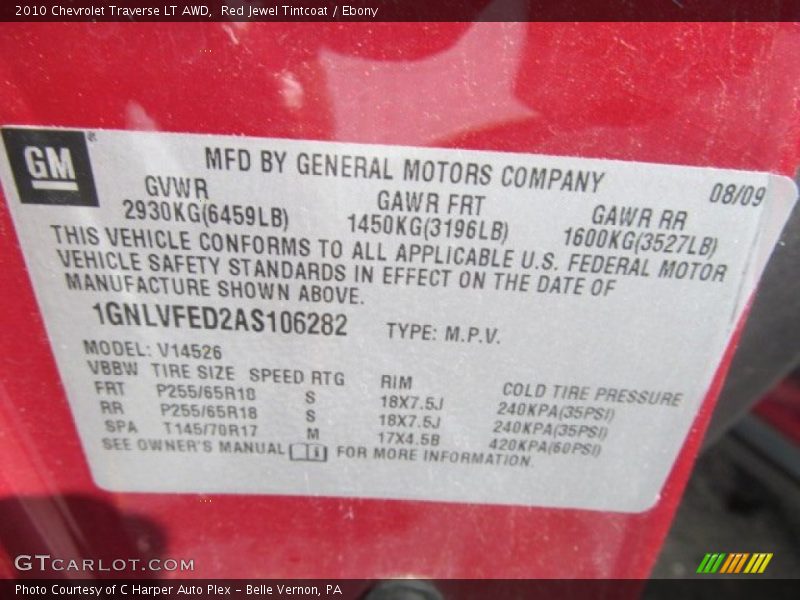 2010 Chevrolet Traverse LT AWD, Red Jewel Tintcoat / Ebony
GM
MFD BY GENERAL MOTORS COMPANY
08/09
GVWR GAWR FRT GAWR RR
2930KG(6459LB) 1450KG(3196LB) 1600KG(3527LB)
THIS VEHICLE CONFORMS TO ALL APPLICABLE U.S. FEDERAL MOTOR
VEHICLE SAFETY STANDARDS IN EFFECT ON THE DATE OF
MANUFACTURE SHOWN ABOVE.
1GNLVFED2AS106282 TYPE: M.P.V.
MODEL: V14526
VBBW TIRE SIZE SPEED RTG RIM COLD TIRE PRESSURE
FRT P255/65R18 S 18X7.5J 240KPA(35PSI)
RR P255/65R18 S 18X7.5J 240KPA(35PSI)
SPA T145/70R17 M 17X4.5B 420KPA(60PSI)
SEE OWNER'S MANUAL FOR MORE INFORMATION.
GTCARLOT.COM
Photo Courtesy of C Harper Auto Plex - Belle Vernon, PA